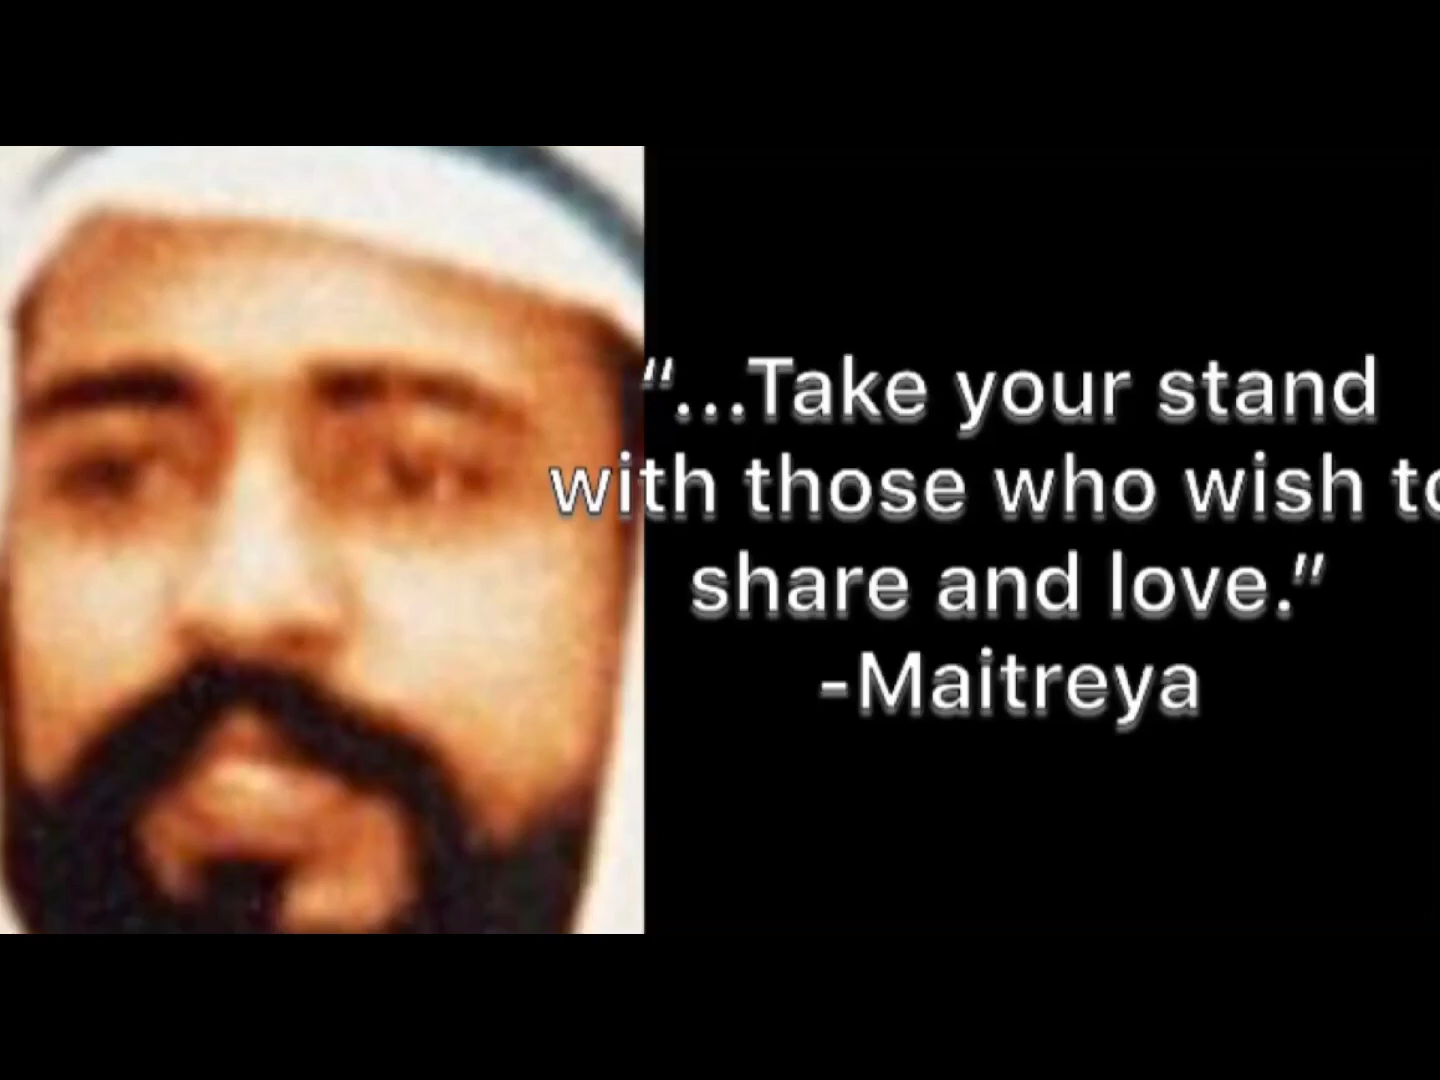 “...Take your stand
with those who wish to
share and love.”
-Maitreya